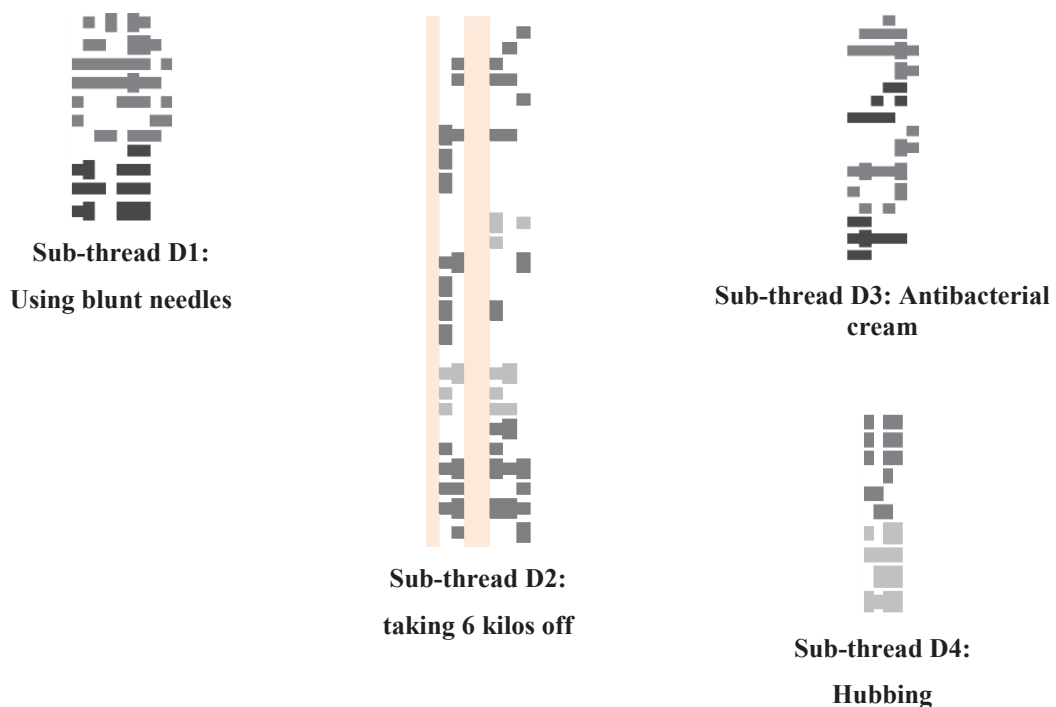 Sub-thread D1:
Using blunt needles
Sub-thread D2:
taking 6 kilos off
Sub-thread D3: Antibacterial
cream
Sub-thread D4:
Hubbing